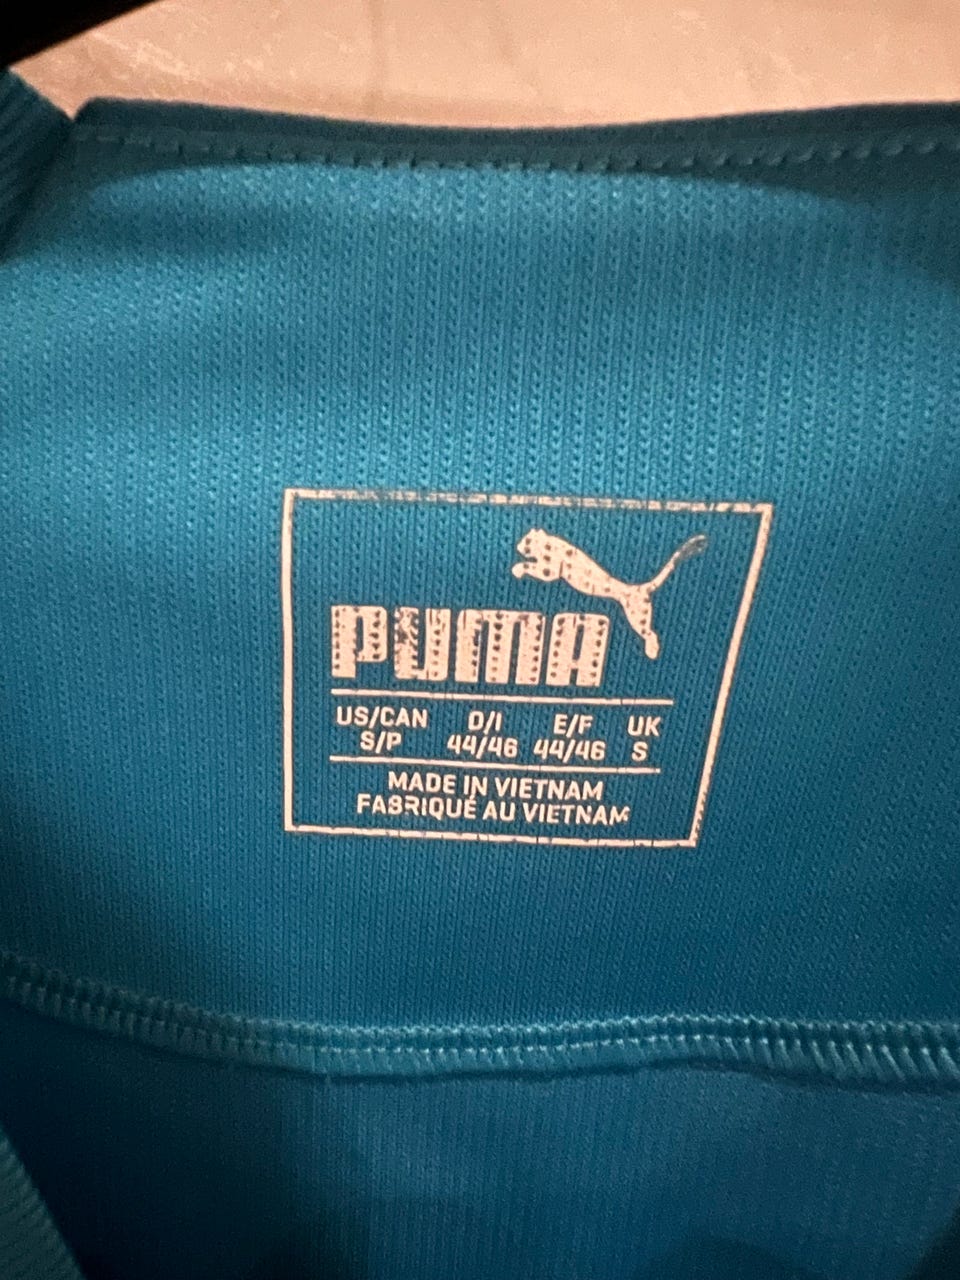 PUMA
US/CAN D/I E/F UK
S/P 44/46 44/46 S
MADE IN VIETNAM
FABRIQUÉ AU VIETNAM